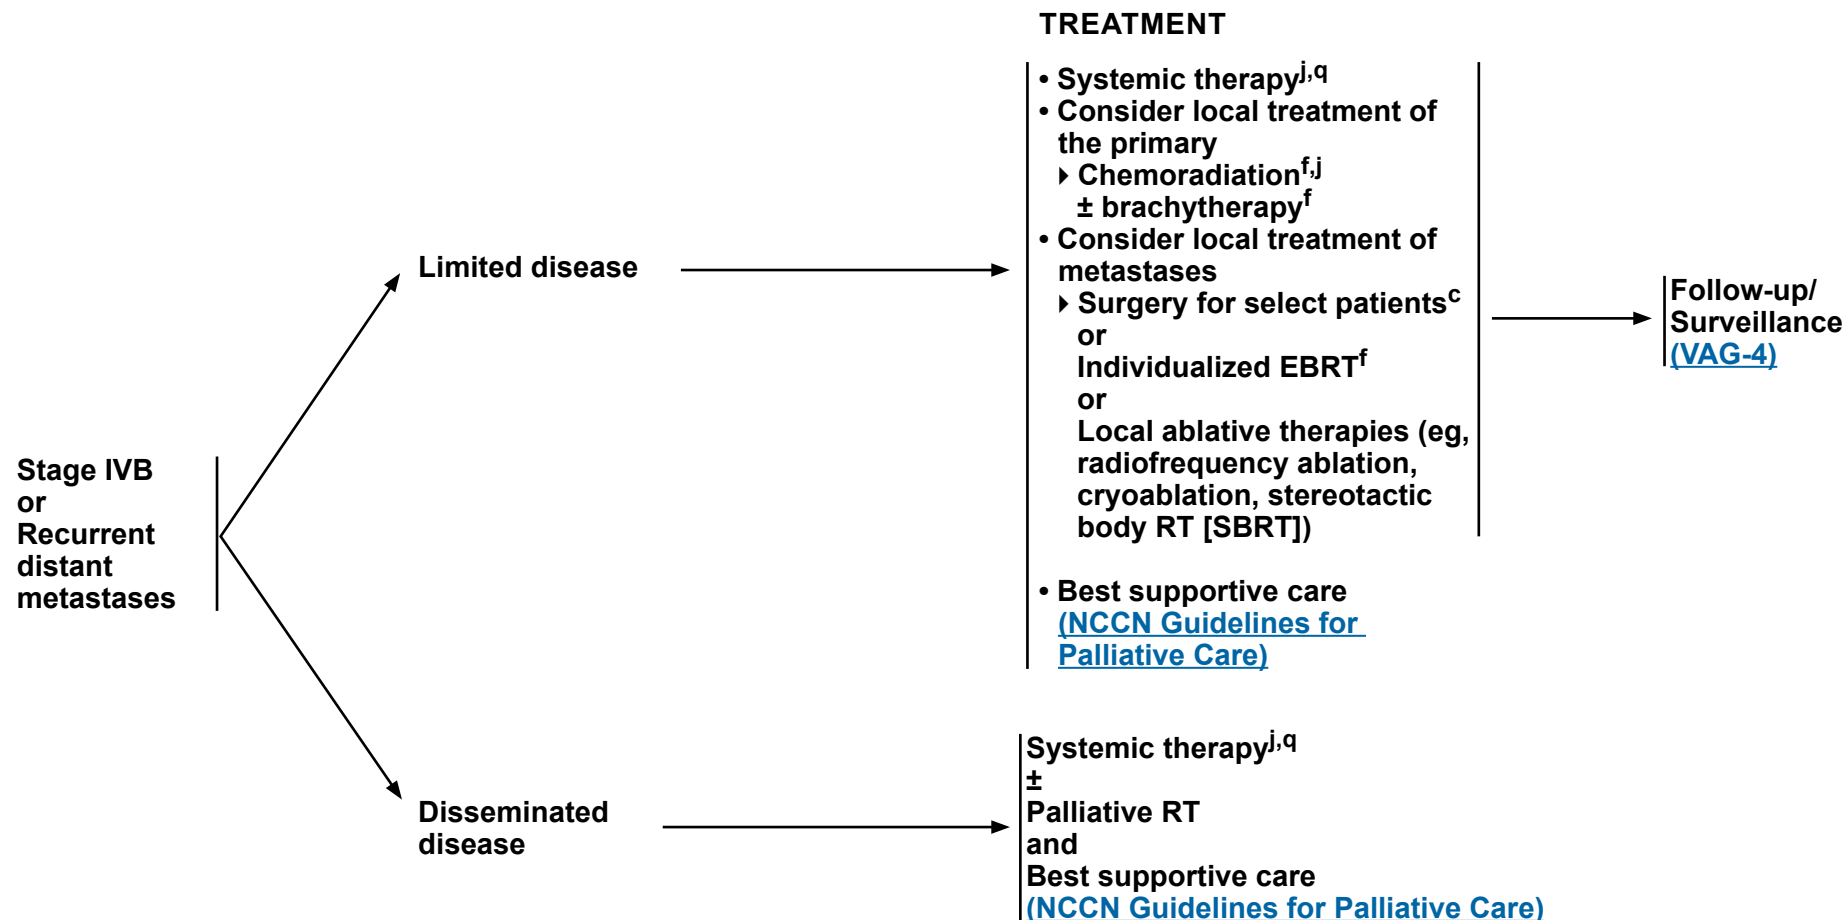 TREATMENT
• Systemic therapyj,q
• Consider local treatment of
the primary
▸ Chemoradiationf,j
± brachytherapyf
• Consider local treatment of
metastases
▸ Surgery for select patientsc
or
Individualized EBRTf
or
Local ablative therapies (eg,
radiofrequency ablation,
cryoablation, stereotactic
body RT [SBRT])
• Best supportive care
(NCCN Guidelines for
Palliative Care)
Limited disease
Follow-up/
Surveillance
(VAG-4)
Stage IVB
or
Recurrent
distant
metastases
Disseminated
disease
Systemic therapyj,q
±
Palliative RT
and
Best supportive care
(NCCN Guidelines for Palliative Care)